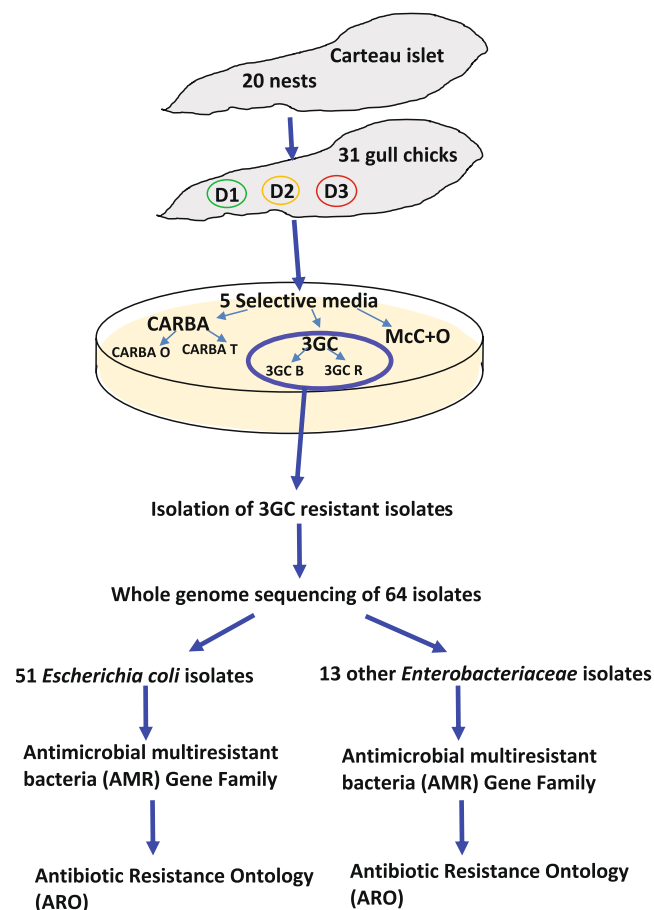 Carteau islet
20 nests
31 gull chicks
D1 D2 D3
5 Selective media
CARBA
3GC
McC+O
CARBA O CARBA T
3GC B 3GC R
Isolation of 3GC resistant isolates
Whole genome sequencing of 64 isolates
51 Escherichia coli isolates
13 other Enterobacteriaceae isolates
Antimicrobial multiresistant
bacteria (AMR) Gene Family
Antimicrobial multiresistant
bacteria (AMR) Gene Family
Antibiotic Resistance Ontology
(ARO)
Antibiotic Resistance Ontology
(ARO)